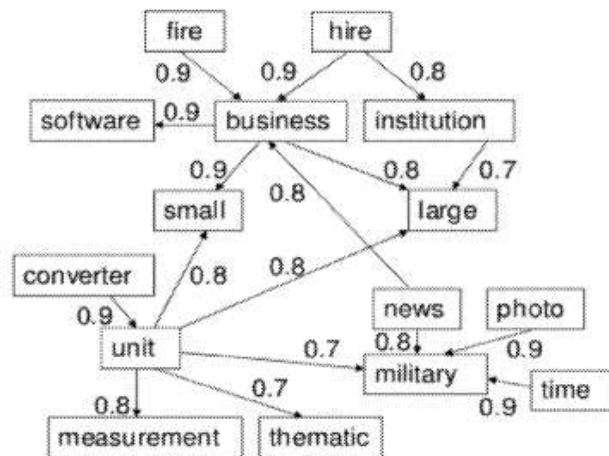 fire hire
0.9 0.9 0.8
software 0.9 business institution
0.9 0.8 0.8 0.7
small large
converter 0.8 0.8
0.9 news photo
unit 0.7 0.8 0.9
military
0.7 time
0.8 0.9
measurement thematic